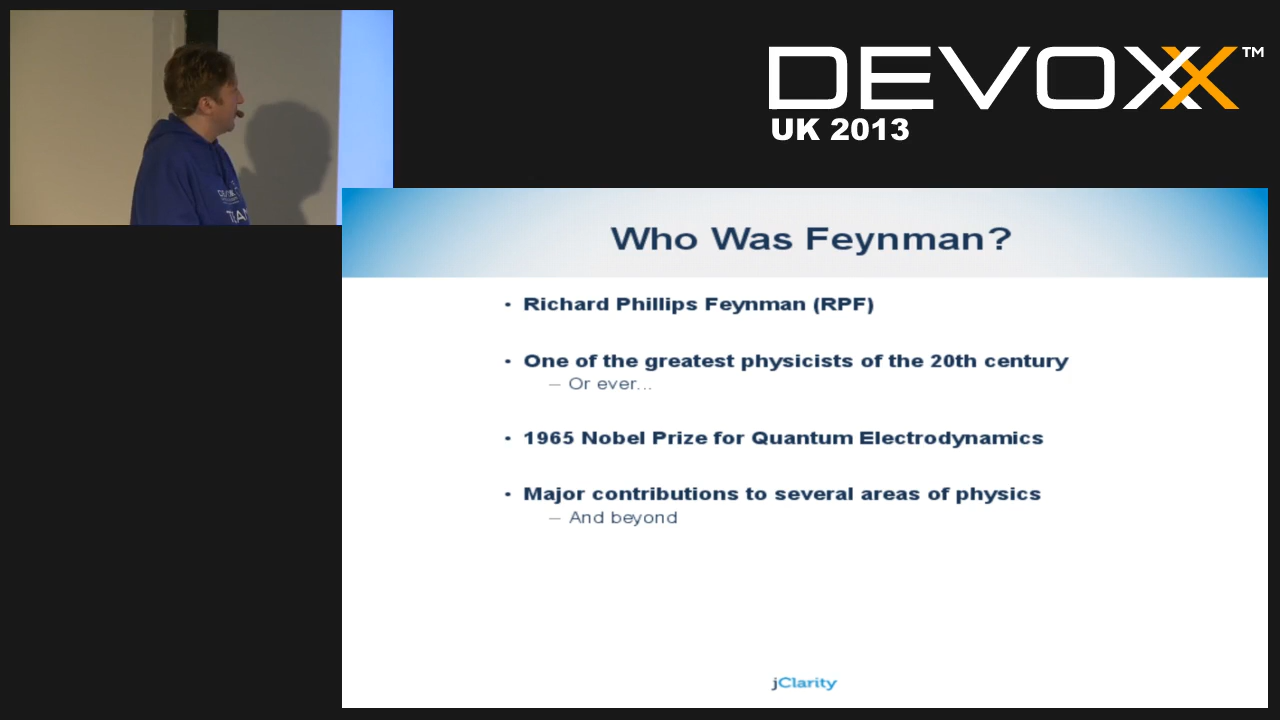 DEVOXX™
UK 2013
Who Was Feynman?
• Richard Phillips Feynman (RPF)
• One of the greatest physicists of the 20th century
– Or ever...
• 1965 Nobel Prize for Quantum Electrodynamics
• Major contributions to several areas of physics
– And beyond
jClarity